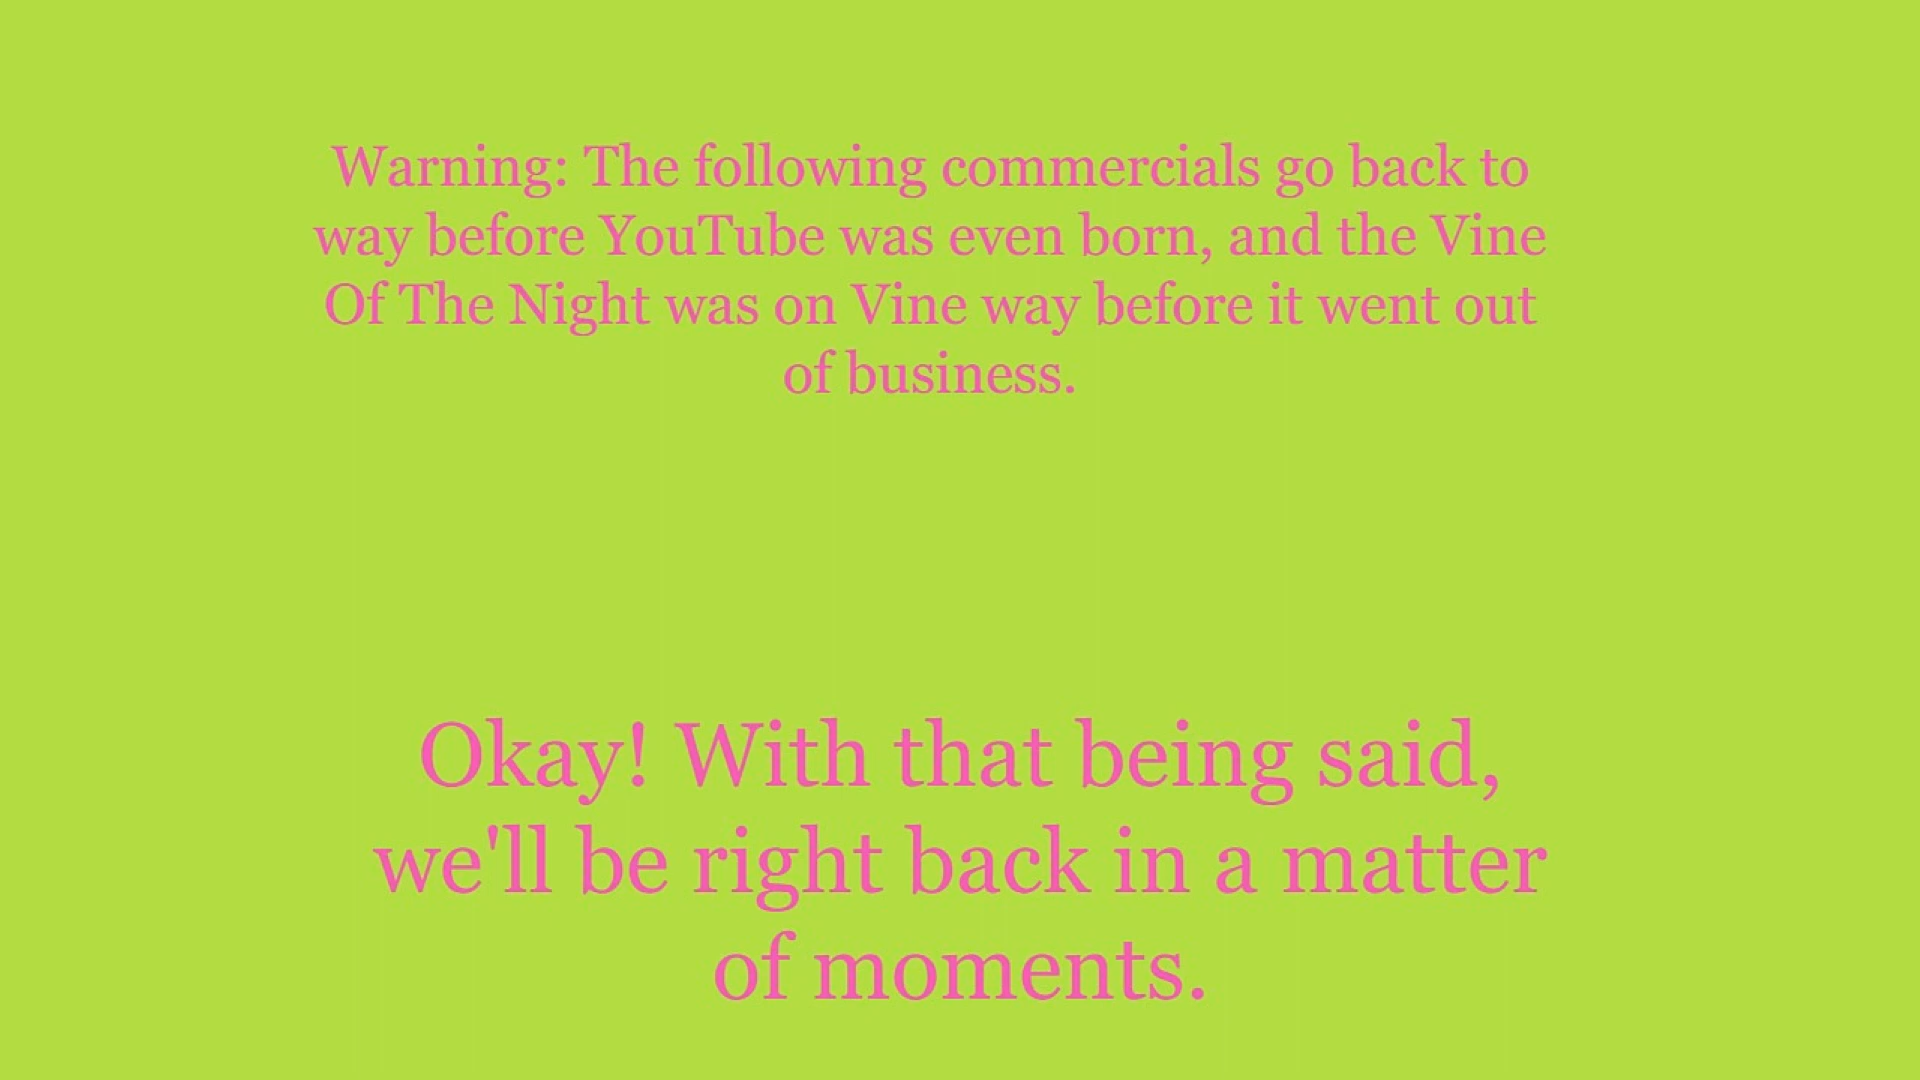 Warning: The following commercials go back to
way before YouTube was even born, and the Vine
Of The Night was on Vine way before it went out
of business.
Okay! With that being said,
we'll be right back in a matter
of moments.